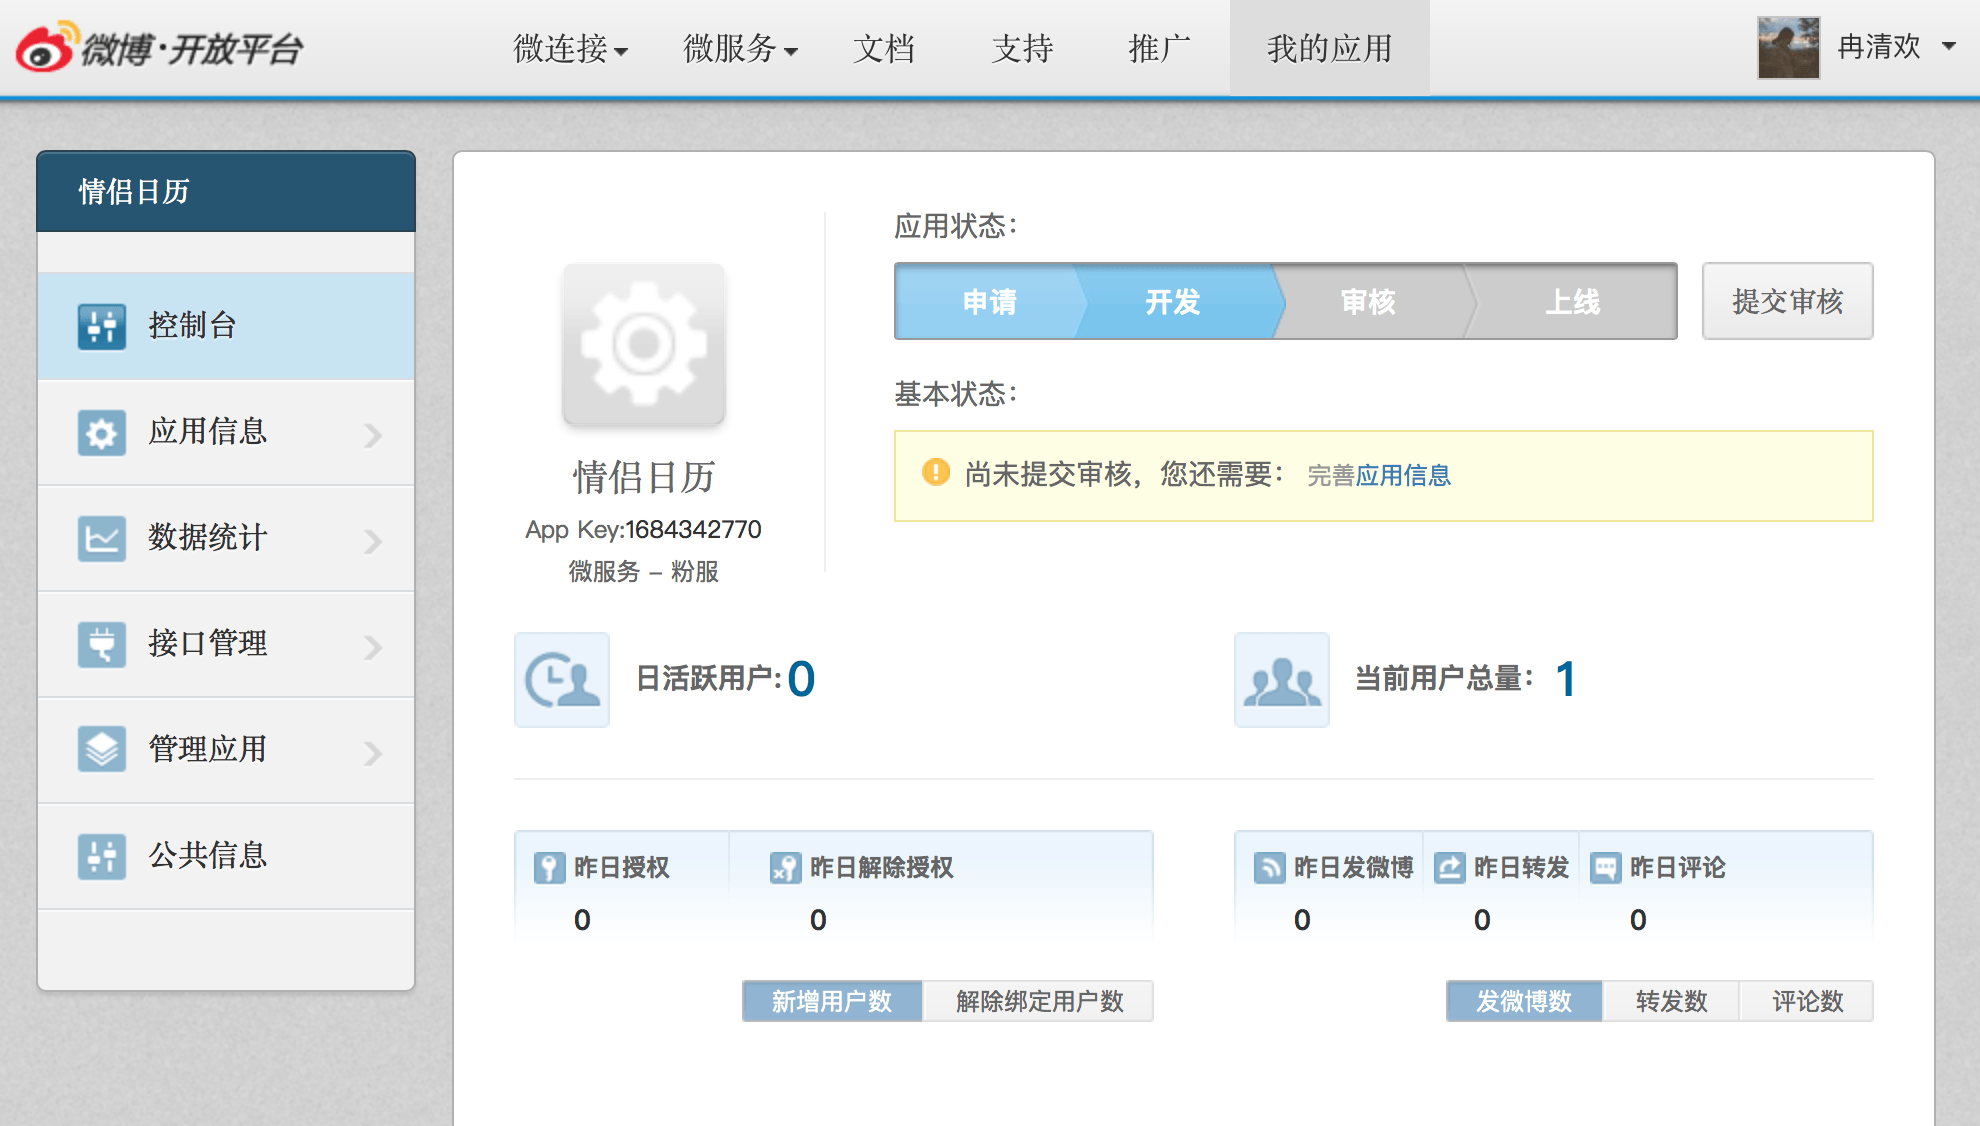 微博·开放平台
微连接 微服务 文档 支持 推广 我的应用 冉清欢
情侣日历
控制台
应用信息
数据统计
接口管理
管理应用
公共信息
情侣日历
App Key:1684342770
微服务 – 粉服
应用状态：
申请 开发 审核 上线 提交审核
基本状态：
尚未提交审核，您还需要： 完善应用信息
日活跃用户:0
当前用户总量： 1
昨日授权 昨日解除授权
0 0
新增用户数 解除绑定用户数
昨日发微博 昨日转发 昨日评论
0 0 0
发微博数 转发数 评论数